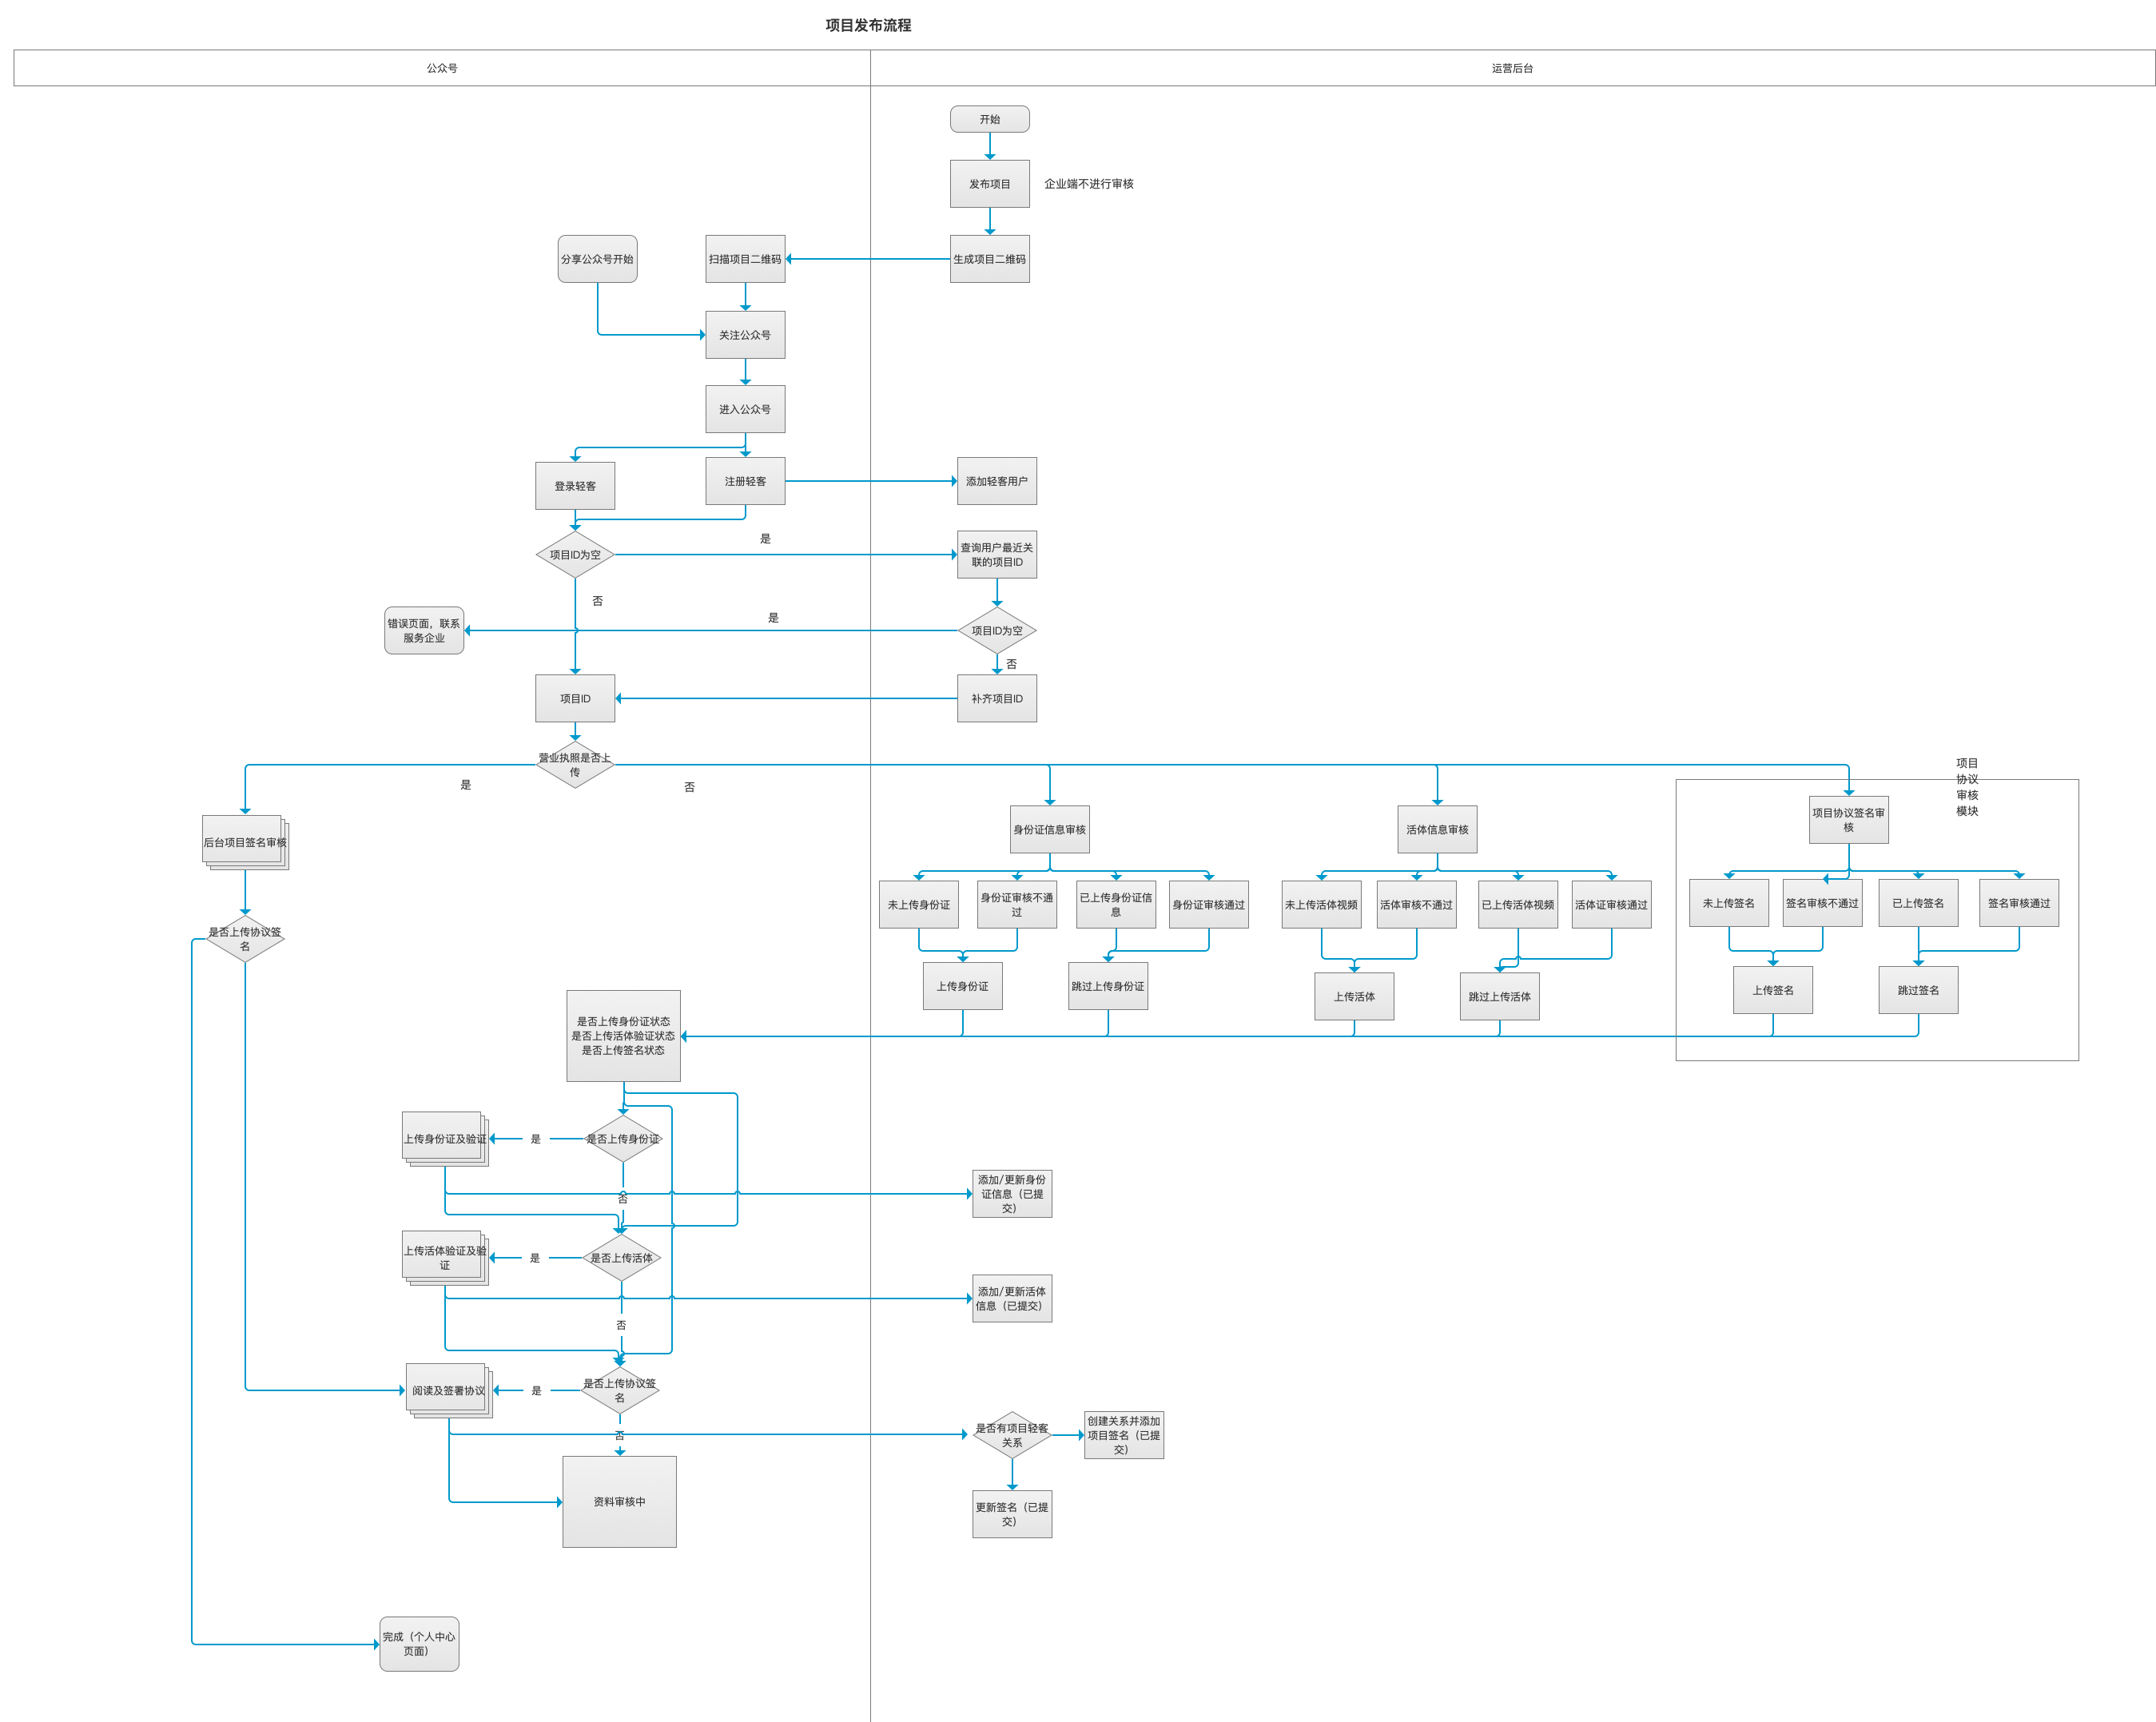 项目发布流程
公众号
运营后台
开始
发布项目
企业端不进行审核
分享公众号开始
扫描项目二维码
生成项目二维码
关注公众号
进入公众号
登录轻客
注册轻客
添加轻客用户
是
项目ID为空
查询用户最近关
联的项目ID
否
是
错误页面，联系
服务企业
项目ID为空
否
项目ID
补齐项目ID
营业执照是否上
传
是
否
项目
协议
审核
模块
后台项目签名审核
身份证信息审核
活体信息审核
项目协议签名审
核
未上传身份证
身份证审核不通
过
已上传身份证信
息
身份证审核通过
未上传活体视频
活体审核不通过
已上传活体视频
活体证审核通过
未上传签名
签名审核不通过
已上传签名
签名审核通过
是否上传协议签
名
上传身份证
跳过上传身份证
上传活体
跳过上传活体
上传签名
跳过签名
是否上传身份证状态
是否上传活体验证状态
是否上传签名状态
上传身份证及验证
是
是否上传身份证
否
添加/更新身份
证信息（已提
交）
上传活体验证及验
证
是
是否上传活体
添加/更新活体
信息（已提交）
否
阅读及签署协议
是
是否上传协议签
名
否
是否有项目轻客
关系
创建关系并添加
项目签名（已提
交）
资料审核中
更新签名（已提
交）
完成（个人中心
页面）